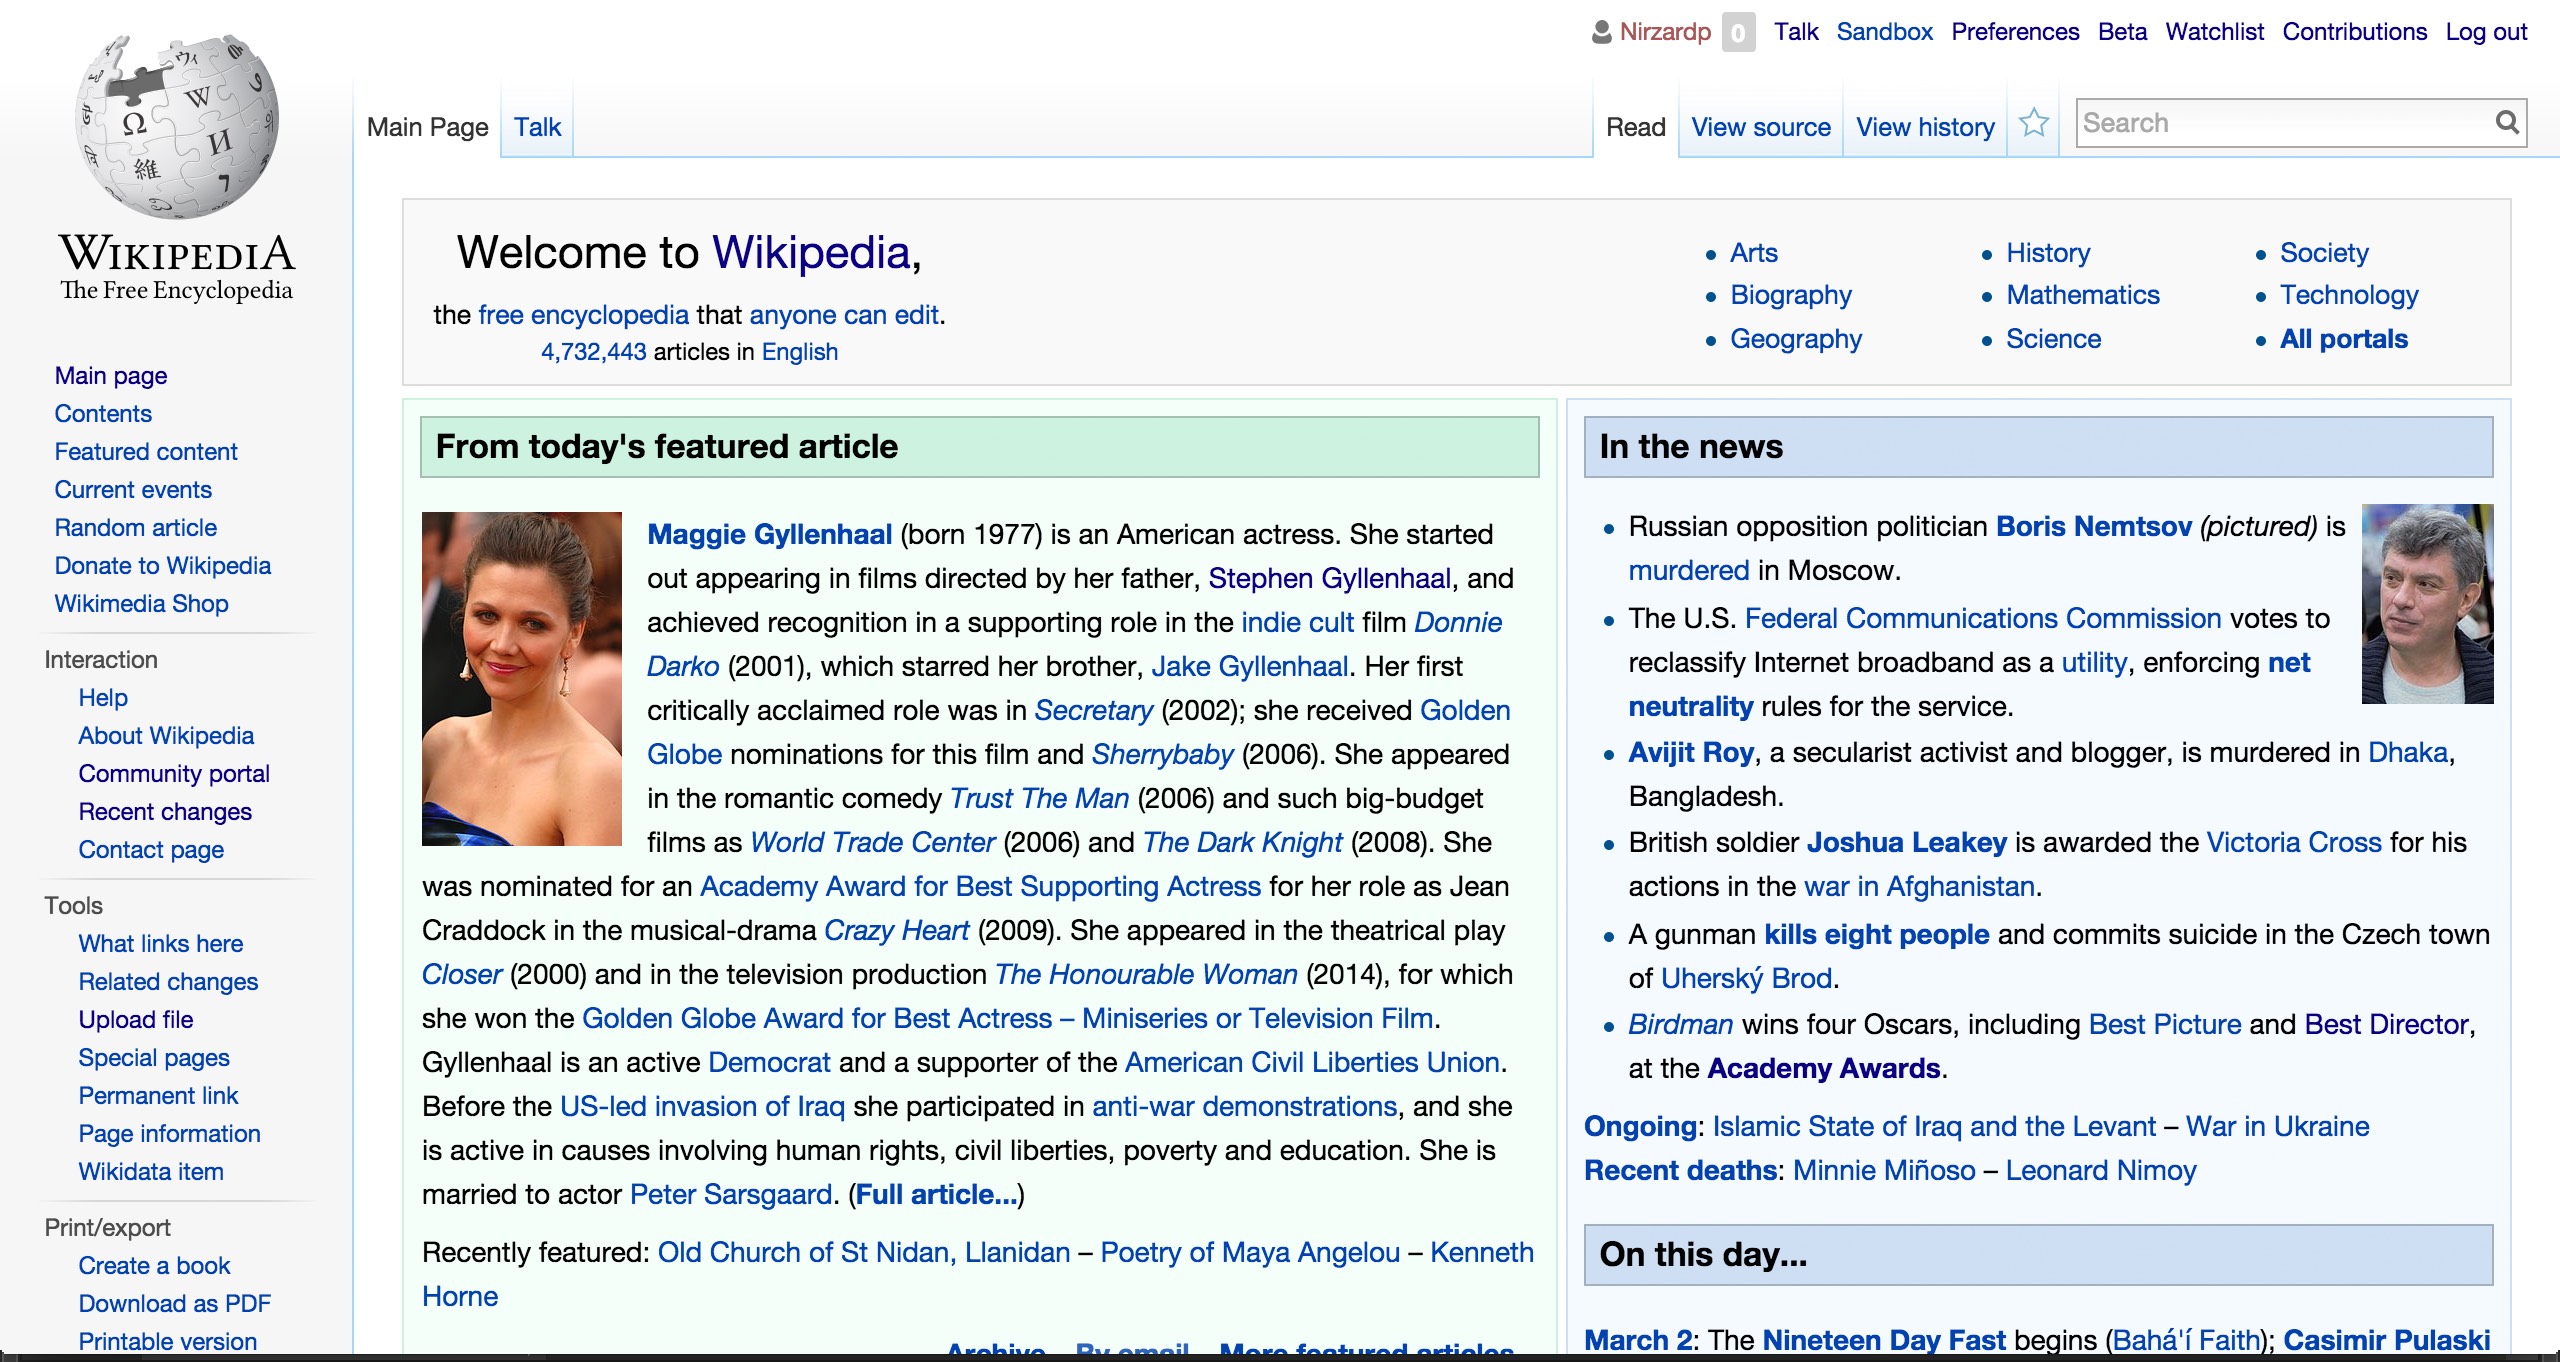 Nirzardp 0 Talk Sandbox Preferences Beta Watchlist Contributions Log out
Main Page Talk Read View source View history Search
WIKIPEDIA
The Free Encyclopedia
Main page
Contents
Featured content
Current events
Random article
Donate to Wikipedia
Wikimedia Shop
Interaction
Help
About Wikipedia
Community portal
Recent changes
Contact page
Tools
What links here
Related changes
Upload file
Special pages
Permanent link
Page information
Wikidata item
Print/export
Create a book
Download as PDF
Printable version
Welcome to Wikipedia,
the free encyclopedia that anyone can edit.
4,732,443 articles in English
• Arts
• Biography
• Geography
• History
• Mathematics
• Science
• Society
• Technology
• All portals
From today's featured article
Maggie Gyllenhaal (born 1977) is an American actress. She started
out appearing in films directed by her father, Stephen Gyllenhaal, and
achieved recognition in a supporting role in the indie cult film Donnie
Darko (2001), which starred her brother, Jake Gyllenhaal. Her first
critically acclaimed role was in Secretary (2002); she received Golden
Globe nominations for this film and Sherrybaby (2006). She appeared
in the romantic comedy Trust The Man (2006) and such big-budget
films as World Trade Center (2006) and The Dark Knight (2008). She
was nominated for an Academy Award for Best Supporting Actress for her role as Jean
Craddock in the musical-drama Crazy Heart (2009). She appeared in the theatrical play
Closer (2000) and in the television production The Honourable Woman (2014), for which
she won the Golden Globe Award for Best Actress – Miniseries or Television Film.
Gyllenhaal is an active Democrat and a supporter of the American Civil Liberties Union.
Before the US-led invasion of Iraq she participated in anti-war demonstrations, and she
is active in causes involving human rights, civil liberties, poverty and education. She is
married to actor Peter Sarsgaard. (Full article...)
Recently featured: Old Church of St Nidan, Llanidan – Poetry of Maya Angelou – Kenneth
Horne
Archive By email More featured articles
In the news
• Russian opposition politician Boris Nemtsov (pictured) is
murdered in Moscow.
• The U.S. Federal Communications Commission votes to
reclassify Internet broadband as a utility, enforcing net
neutrality rules for the service.
• Avijit Roy, a secularist activist and blogger, is murdered in Dhaka,
Bangladesh.
• British soldier Joshua Leakey is awarded the Victoria Cross for his
actions in the war in Afghanistan.
• A gunman kills eight people and commits suicide in the Czech town
of Uherský Brod.
• Birdman wins four Oscars, including Best Picture and Best Director,
at the Academy Awards.
Ongoing: Islamic State of Iraq and the Levant – War in Ukraine
Recent deaths: Minnie Miñoso – Leonard Nimoy
On this day...
March 2: The Nineteen Day Fast begins (Bahá'í Faith); Casimir Pulaski